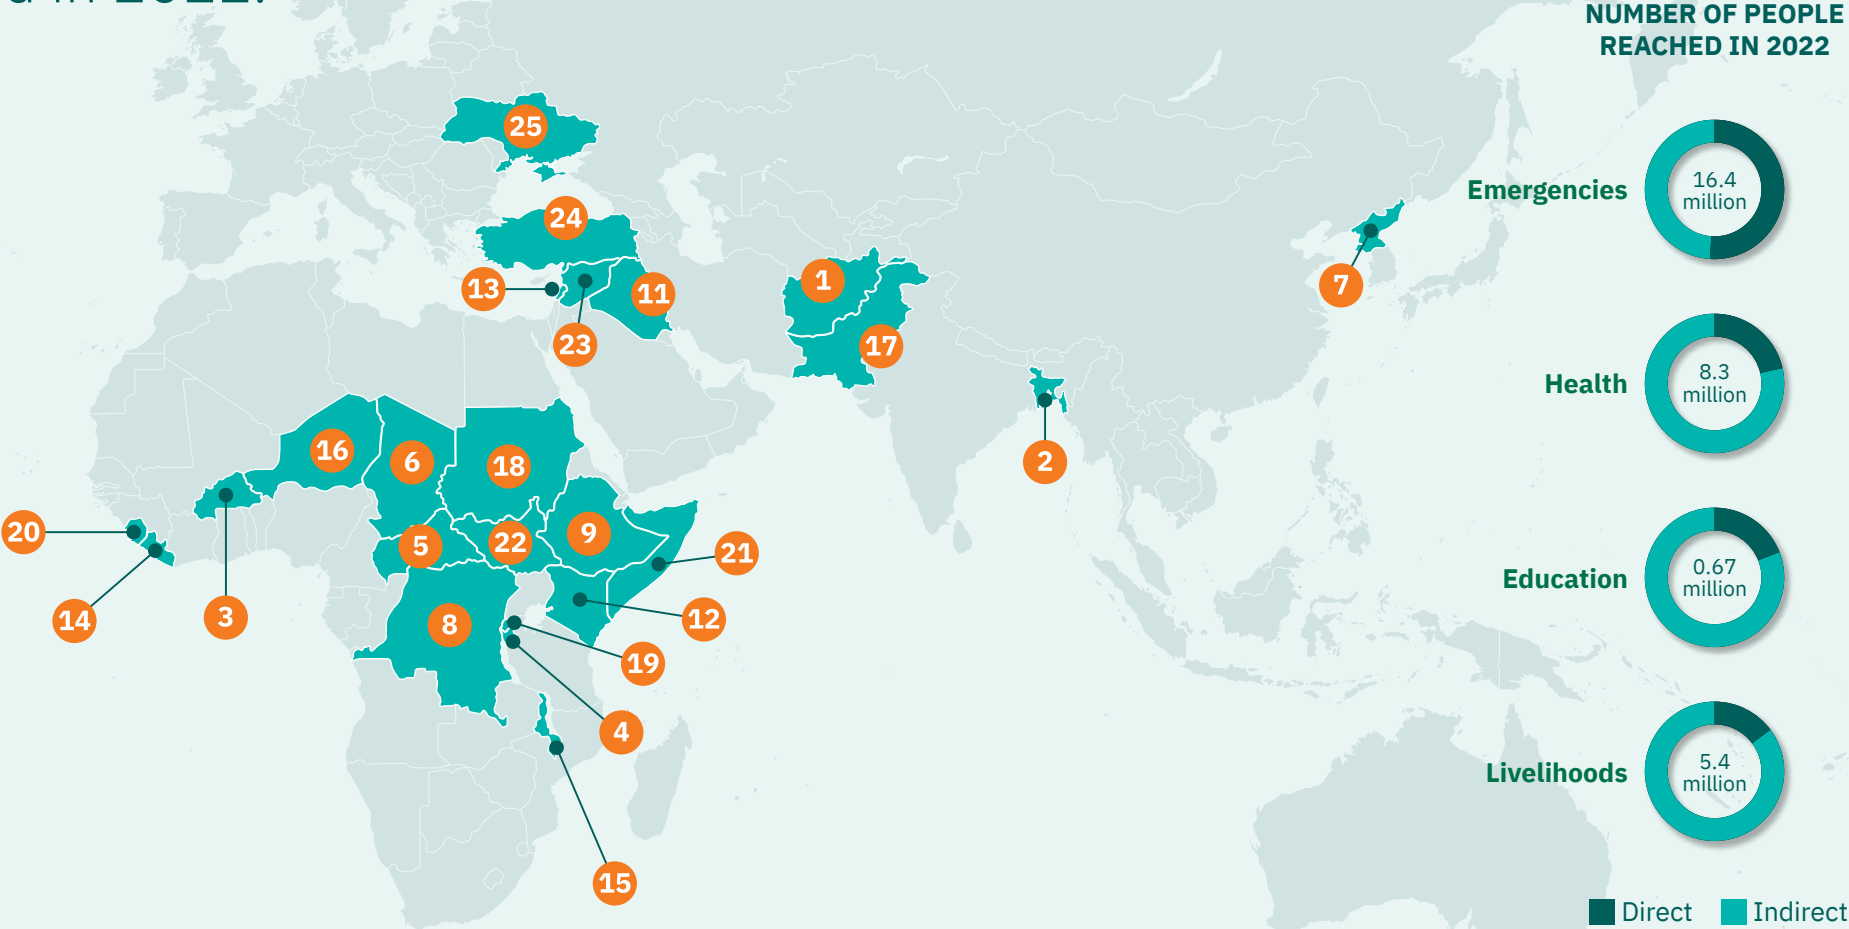 NUMBER OF PEOPLE
REACHED IN 2022
25
24
13
11
23
1
17
7
2
16
6
18
20
5
22
9
21
14
3
8
12
19
4
15
Emergencies
16.4
million
Health
8.3
million
Education
0.67
million
Livelihoods
5.4
million
Direct
Indirect